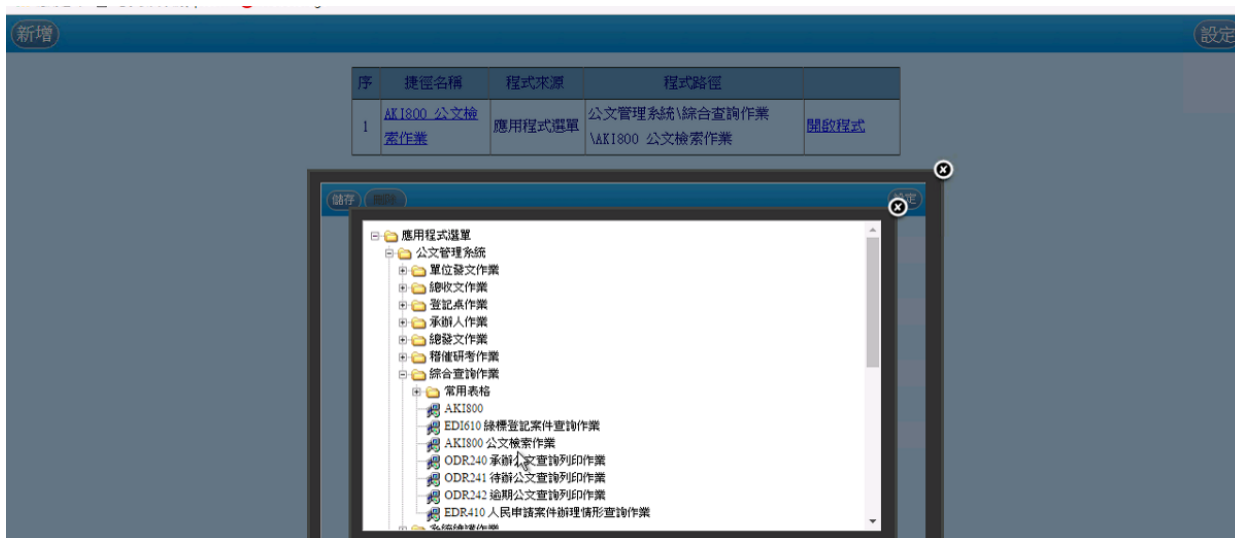 新增
設定
序 捷徑名稱 程式來源 程式路徑
1 AKI800 公文檢索作業 應用程式選單 公文管理系統\綜合查詢作業\AKI800 公文檢索作業 開啟程式
儲存
應用程式選單
公文管理系統
單位發文作業
總收文作業
登記桌作業
承辦人作業
總發文作業
稽催研考作業
綜合查詢作業
常用表格
AKI800
EDI610 錄標登記案件查詢作業
AKI800 公文檢索作業
ODR240 承辦公文查詢列印作業
ODR241 待辦公文查詢列印作業
ODR242 逾期公文查詢列印作業
EDR410 人民申請案件辦理情形查詢作業
系統維護作業